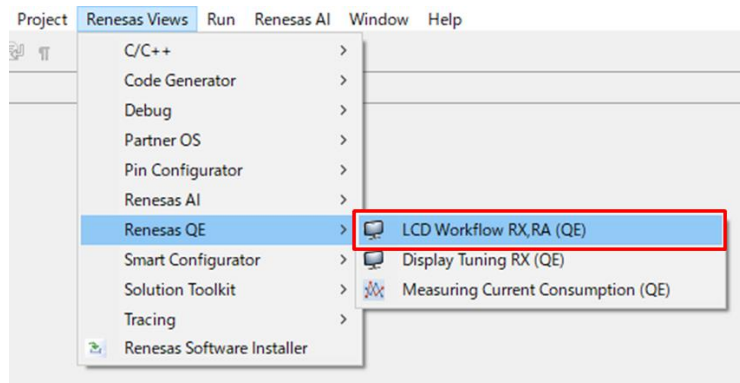 Project Renesas Views Run Renesas AI Window Help
C/C++
Code Generator
Debug
Partner OS
Pin Configurator
Renesas AI
Renesas QE
LCD Workflow RX,RA (QE)
Smart Configurator
Display Tuning RX (QE)
Solution Toolkit
Measuring Current Consumption (QE)
Tracing
Renesas Software Installer